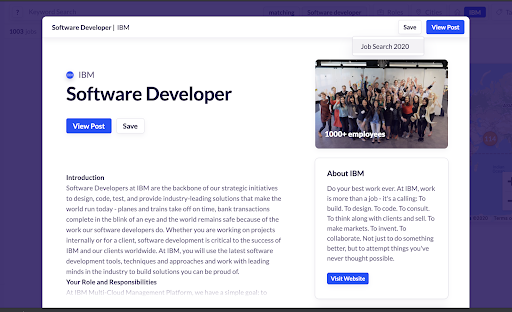 Keyword Search
matching
Software developer
IBM
1003 jobs
Software Developer | IBM
Save
View Post
Job Search 2020
IBM
Software Developer
View Post
Save
1000+ employees
Introduction
Software Developers at IBM are the backbone of our strategic initiatives
to design, code, test, and provide industry-leading solutions that make the
world run today - planes and trains take off on time, bank transactions
complete in the blink of an eye and the world remains safe because of the
work our software developers do. Whether you are working on projects
internally or for a client, software development is critical to the success of
IBM and our clients worldwide. At IBM, you will use the latest software
development tools, techniques and approaches and work with leading
minds in the industry to build solutions you can be proud of.
Your Role and Responsibilities
At IBM Multi-Cloud Management Platform, we have a simple goal: to
About IBM
Do your best work ever. At IBM, work
is more than a job - it's a calling: To
build. To design. To code. To consult.
To think along with clients and sell. To
make markets. To invent. To
collaborate. Not just to do something
better, but to attempt things you've
never thought possible.
Visit Website